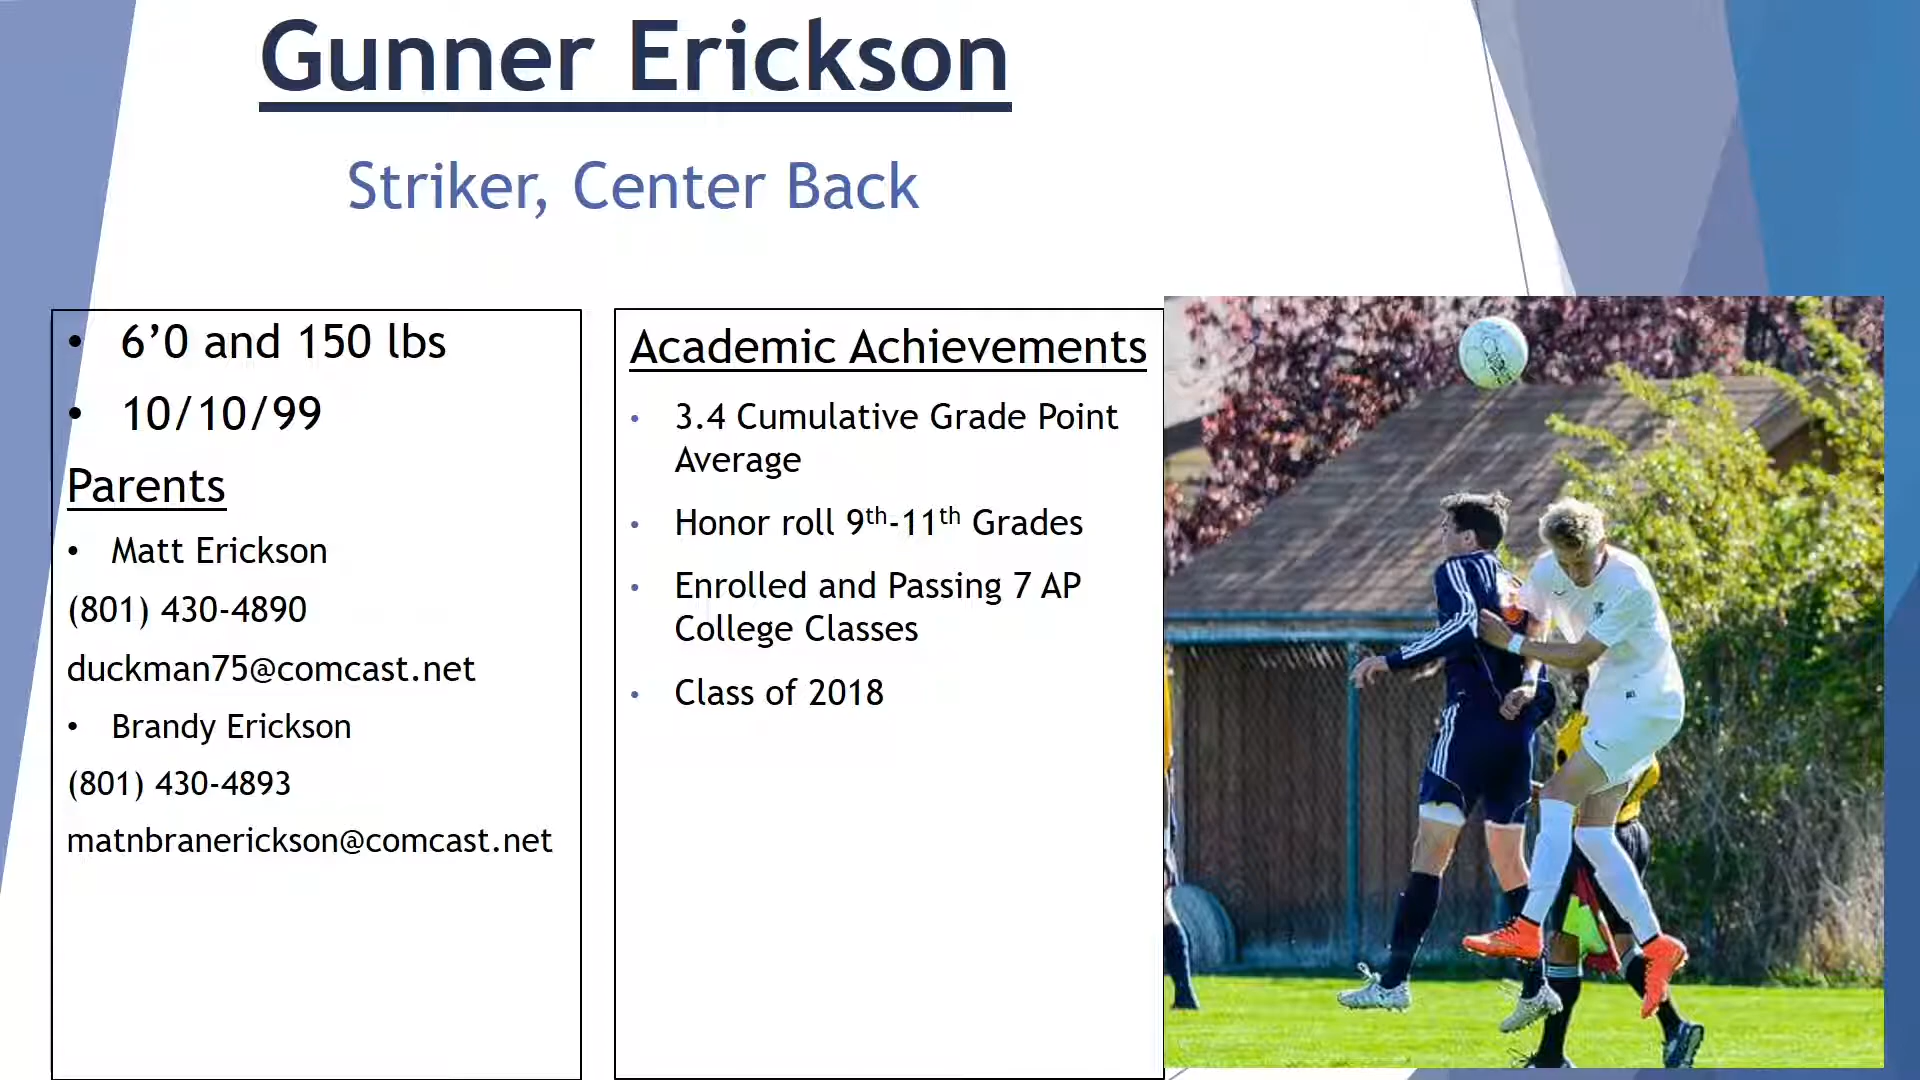 Gunner Erickson
Striker, Center Back
• 6’0 and 150 lbs
• 10/10/99
Parents
• Matt Erickson
(801) 430-4890
duckman75@comcast.net
• Brandy Erickson
(801) 430-4893
matnbranerickson@comcast.net
Academic Achievements
• 3.4 Cumulative Grade Point
Average
• Honor roll 9th-11th Grades
• Enrolled and Passing 7 AP
College Classes
• Class of 2018